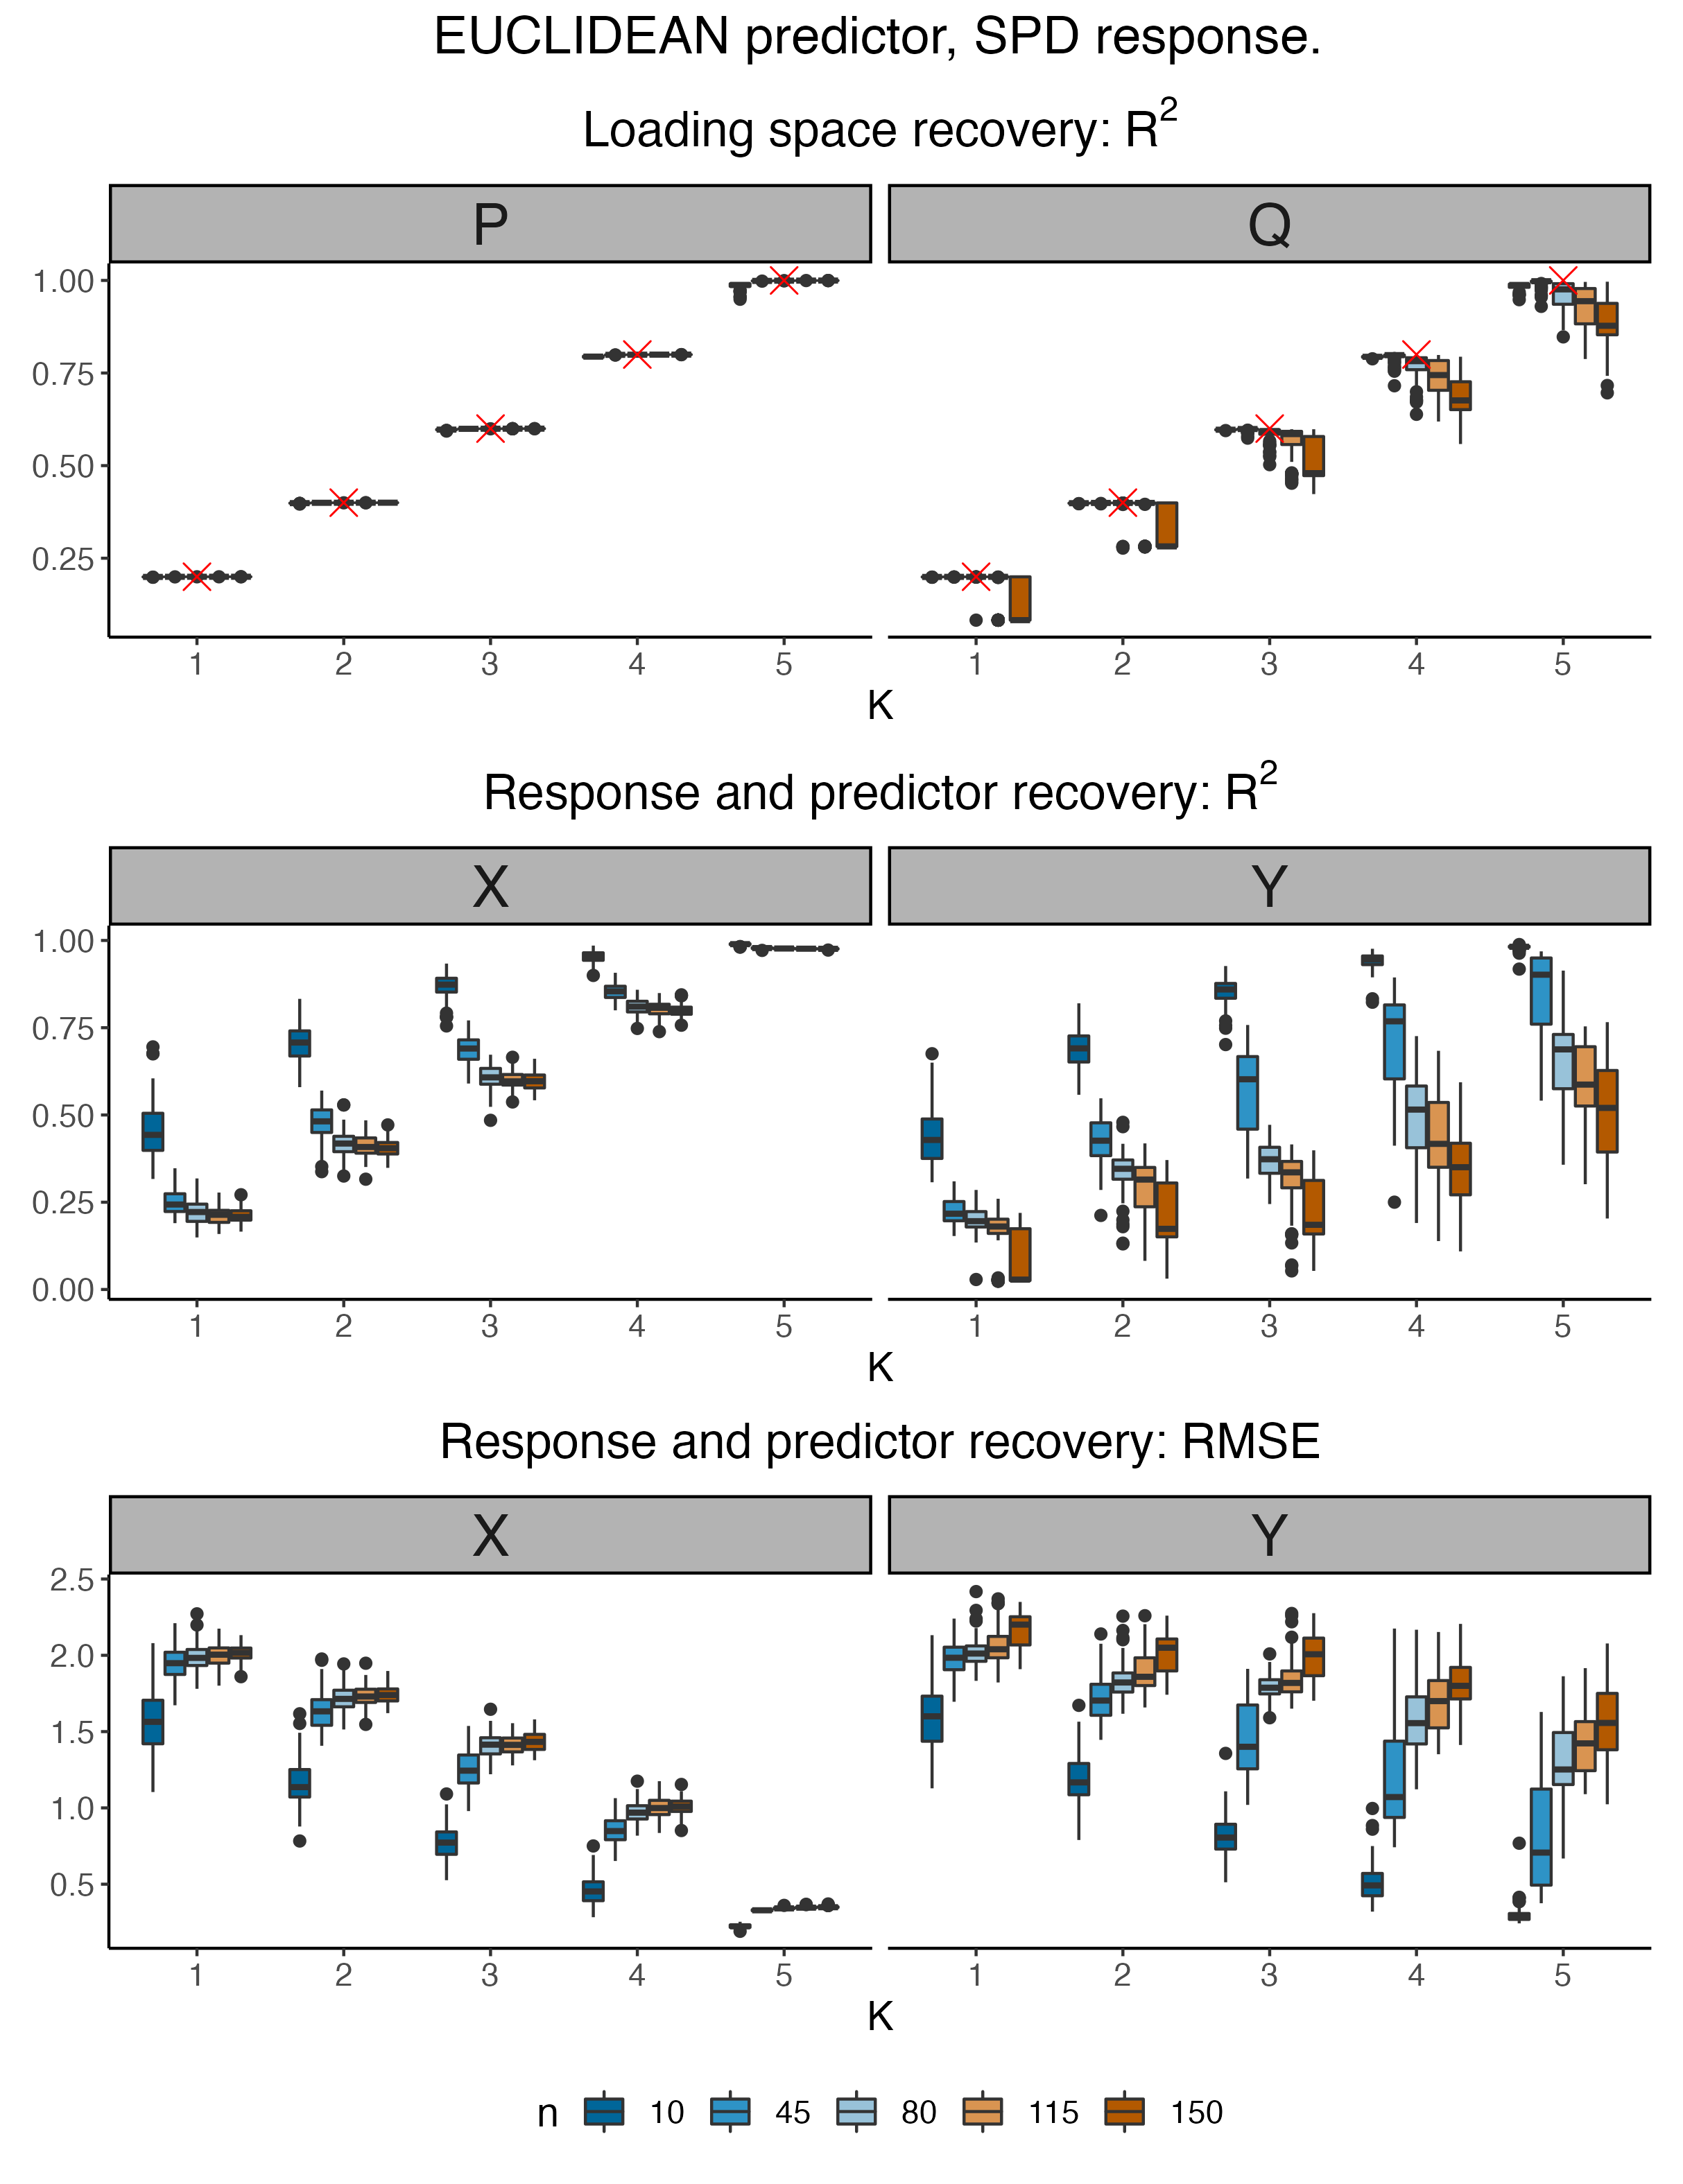 EUCLIDEAN predictor, SPD response.
Loading space recovery: R²
P Q
1.00
0.75
0.50
0.25
1 2 3 4 5 1 2 3 4 5
K
Response and predictor recovery: R²
X Y
1.00
0.75
0.50
0.25
0.00
1 2 3 4 5 1 2 3 4 5
K
Response and predictor recovery: RMSE
X Y
2.5
2.0
1.5
1.0
0.5
1 2 3 4 5 1 2 3 4 5
K
n 10 45 80 115 150